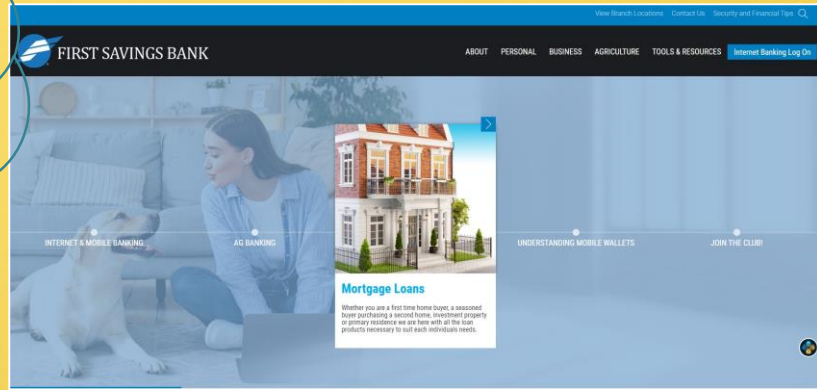 View Branch Locations Contact Us Security and Financial Tips
FIRST SAVINGS BANK
ABOUT PERSONAL BUSINESS AGRICULTURE TOOLS & RESOURCES Internet Banking Log On
INTERNET & MOBILE BANKING
AG BANKING
Mortgage Loans
Whether you are a first time home buyer, a seasoned
buyer purchasing a second home, investment property
or primary residence we are here with all the loan
products necessary to suit each individuals needs.
UNDERSTANDING MOBILE WALLETS
JOIN THE CLUB!